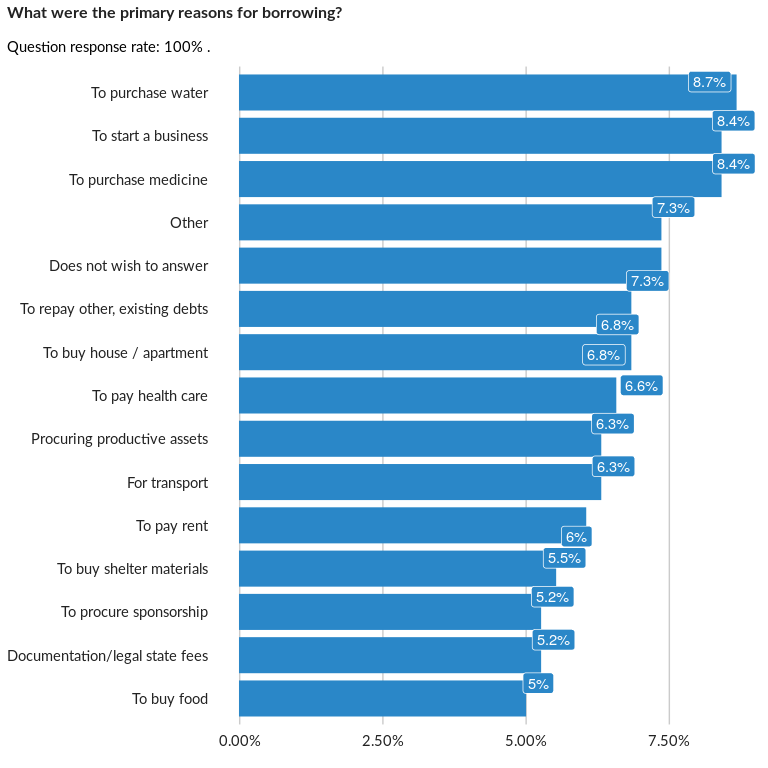 What were the primary reasons for borrowing?
Question response rate: 100% .
To purchase water 8.7%
To start a business 8.4%
To purchase medicine 8.4%
Other 7.3%
Does not wish to answer 7.3%
To repay other, existing debts 6.8%
To buy house / apartment 6.8%
To pay health care 6.6%
Procuring productive assets 6.3%
For transport 6.3%
To pay rent 6%
To buy shelter materials 5.5%
To procure sponsorship 5.2%
Documentation/legal state fees 5.2%
To buy food 5%
0.00% 2.50% 5.00% 7.50%